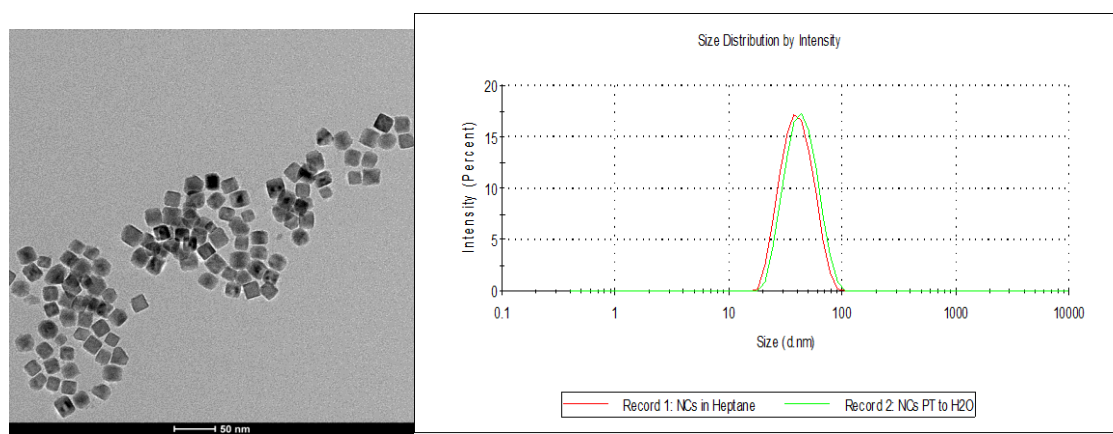 50 nm
Size Distribution by Intensity
Intensity (Percent)
20
15
10
5
0
0.1 1 10 100 1000 10000
Size (d.nm)
Record 1: NCs in Heptane Record 2: NCs PT to H2O